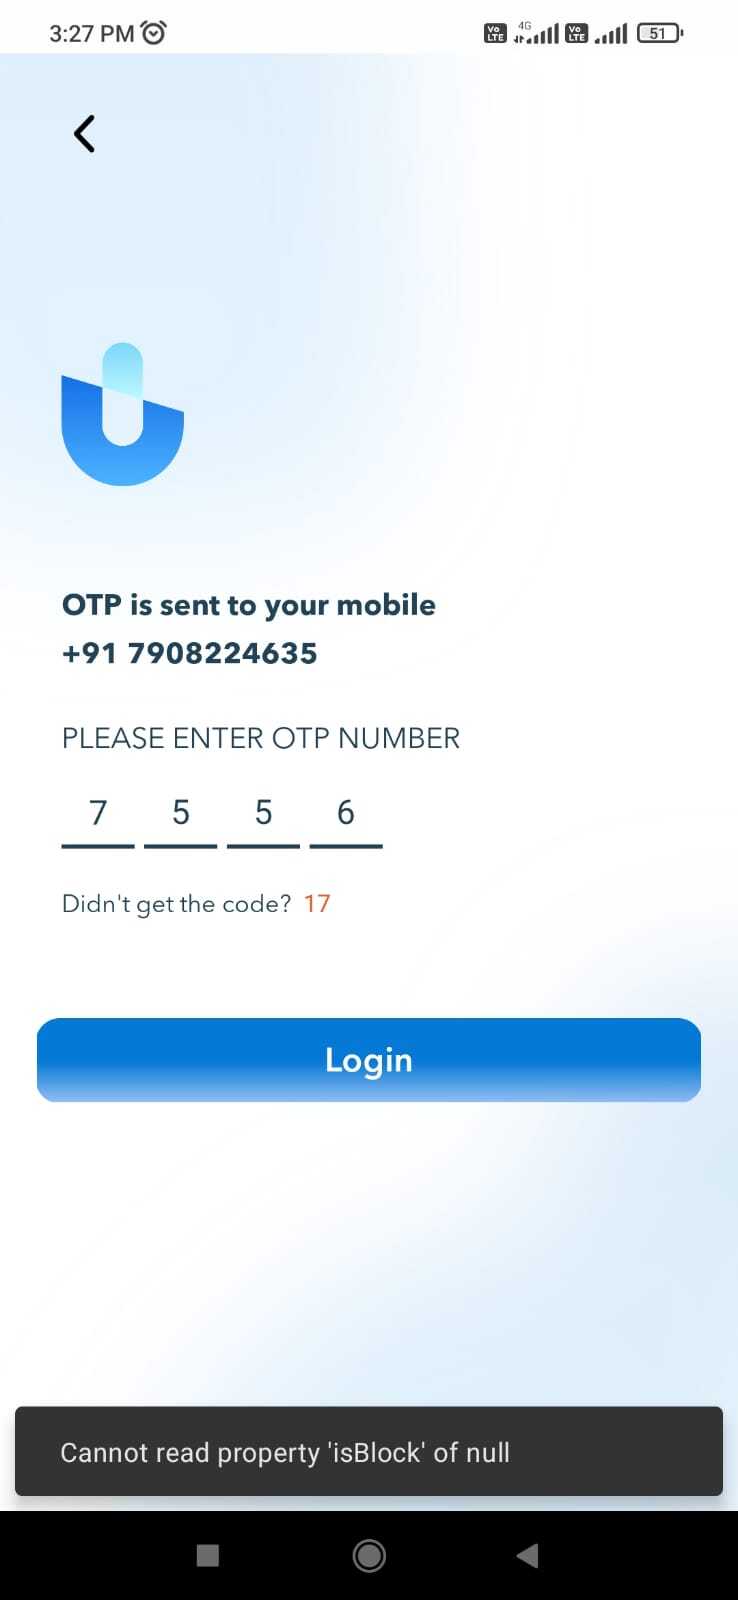 3:27 PM
Vo LTE 4G Vo LTE 51
OTP is sent to your mobile
+91 7908224635
PLEASE ENTER OTP NUMBER
7 5 5 6
Didn't get the code? 17
Login
Cannot read property 'isBlock' of null